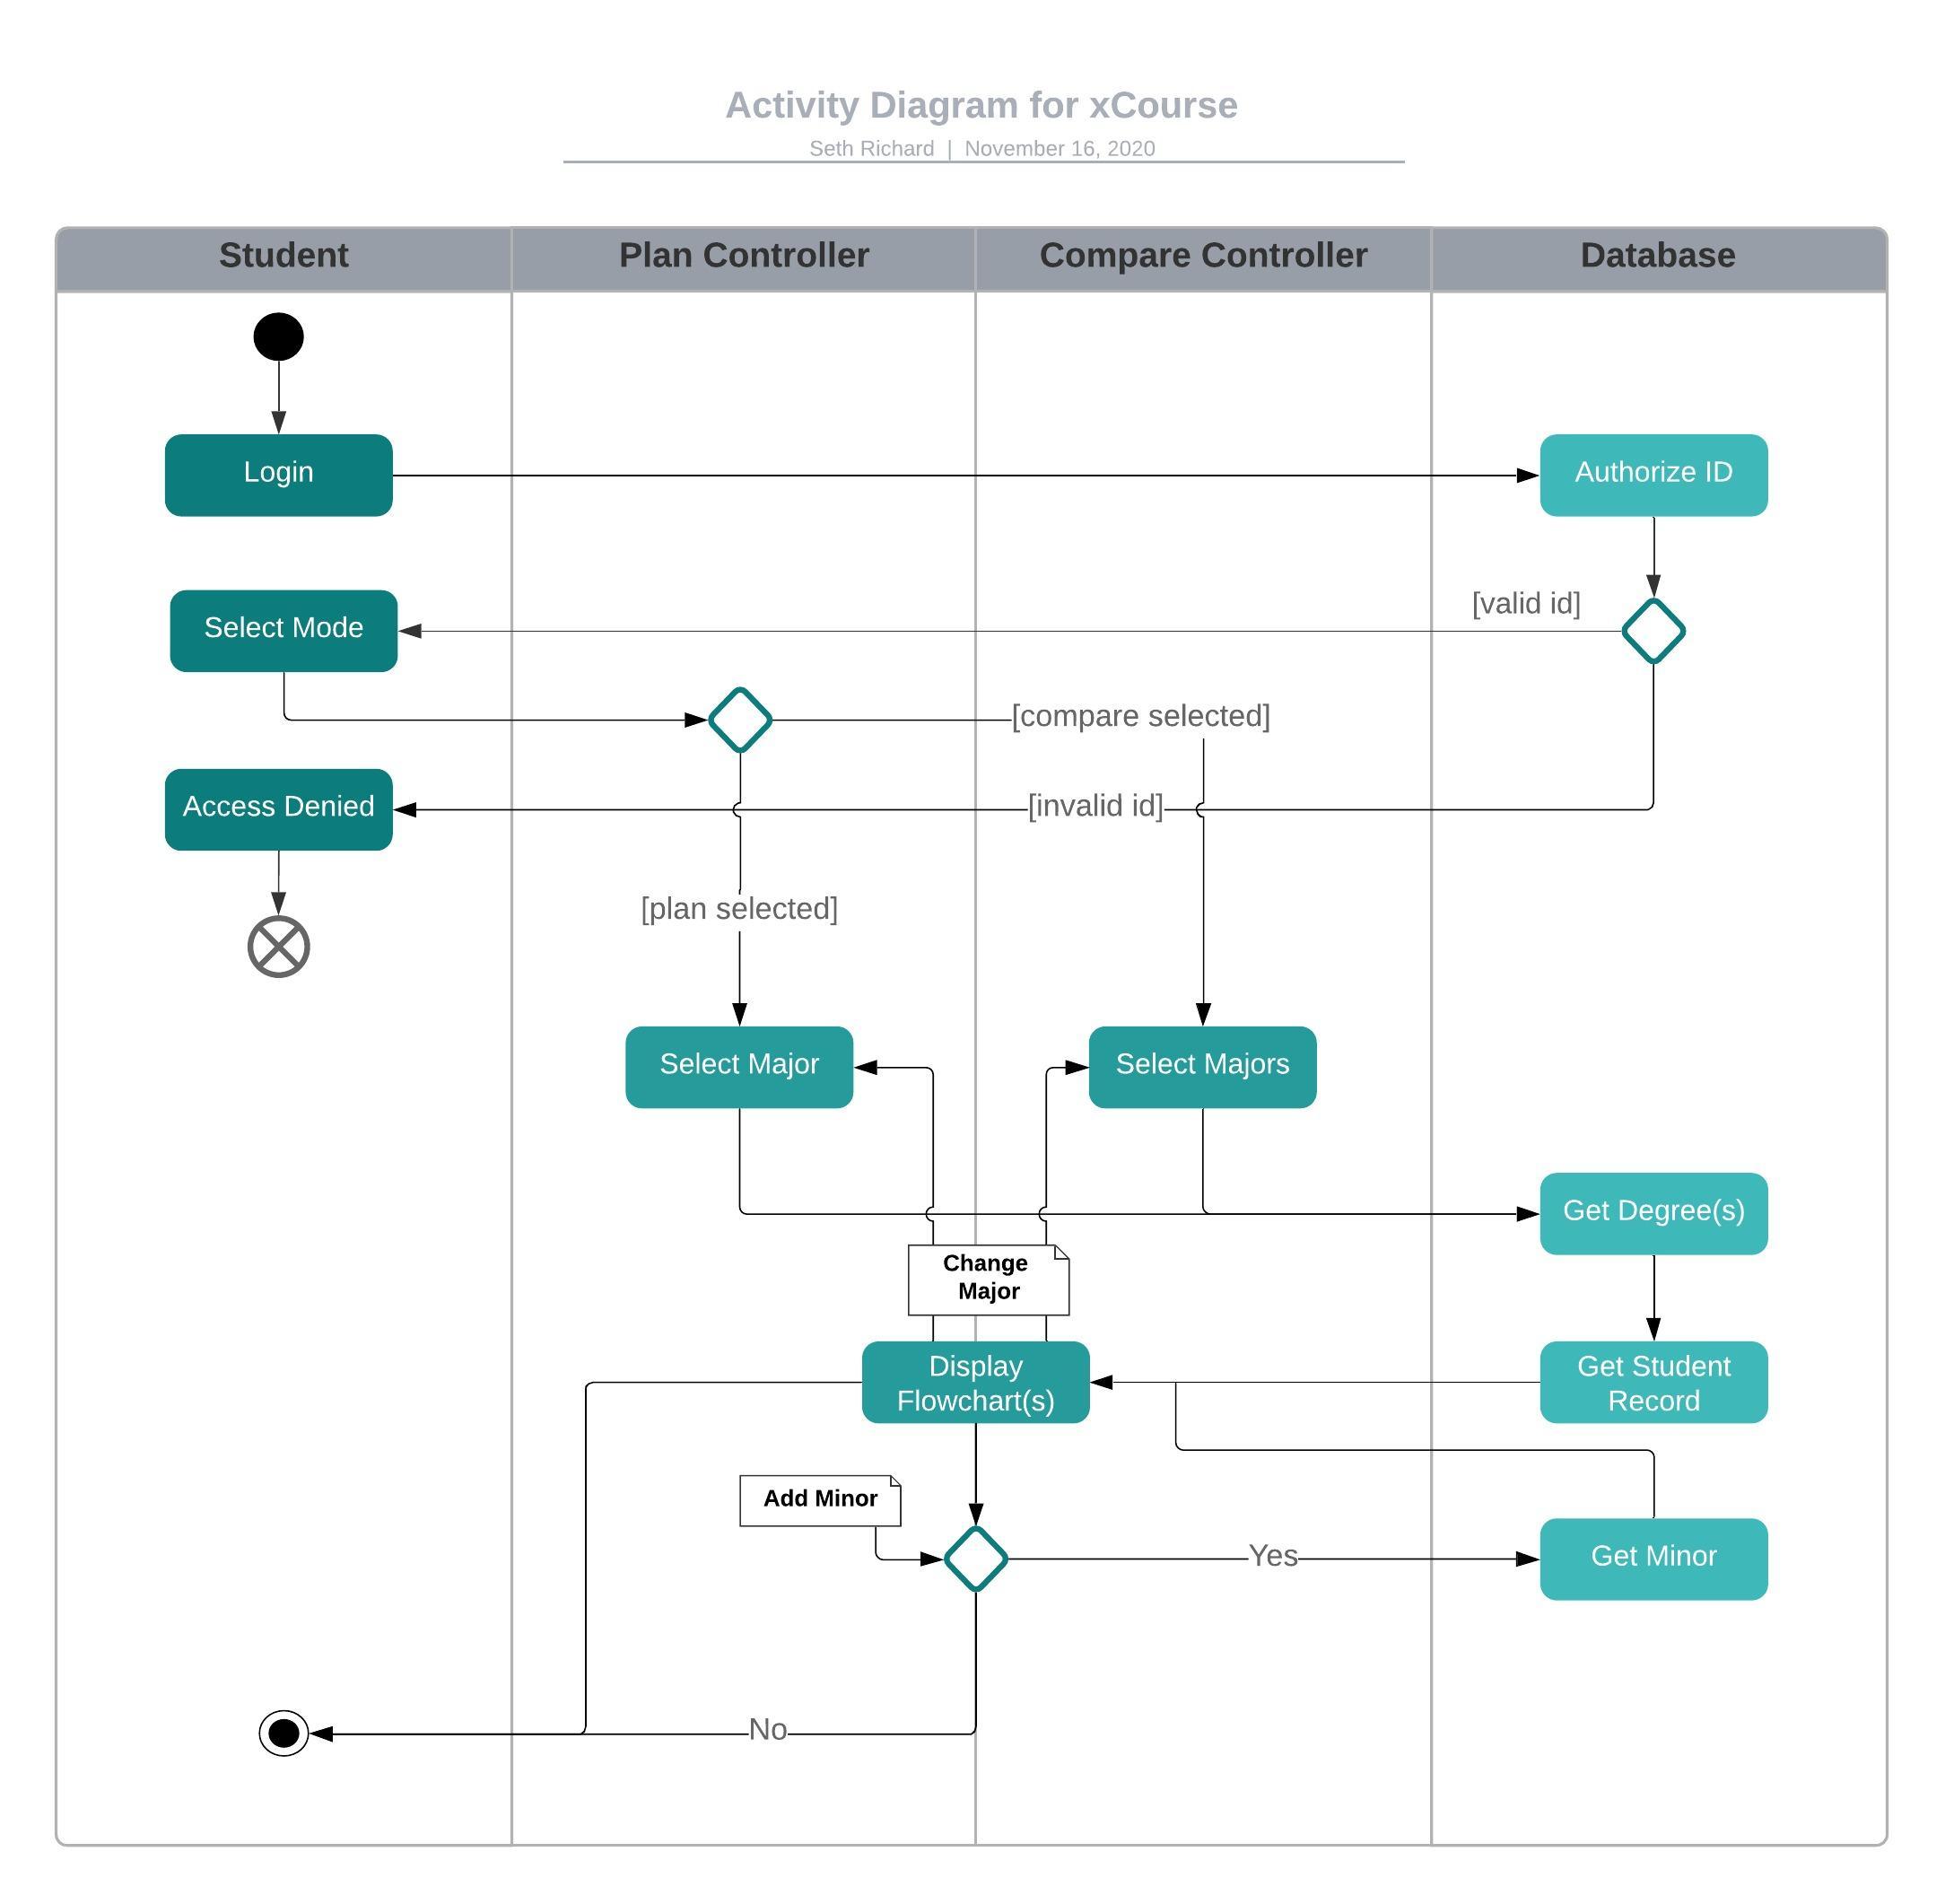 Activity Diagram for xCourse
Seth Richard | November 16, 2020
Student
Plan Controller
Compare Controller
Database
Login
Authorize ID
[valid id]
Select Mode
[compare selected]
Access Denied
[invalid id]
[plan selected]
Select Major
Select Majors
Get Degree(s)
Change
Major
Display
Flowchart(s)
Get Student
Record
Add Minor
Yes
Get Minor
No